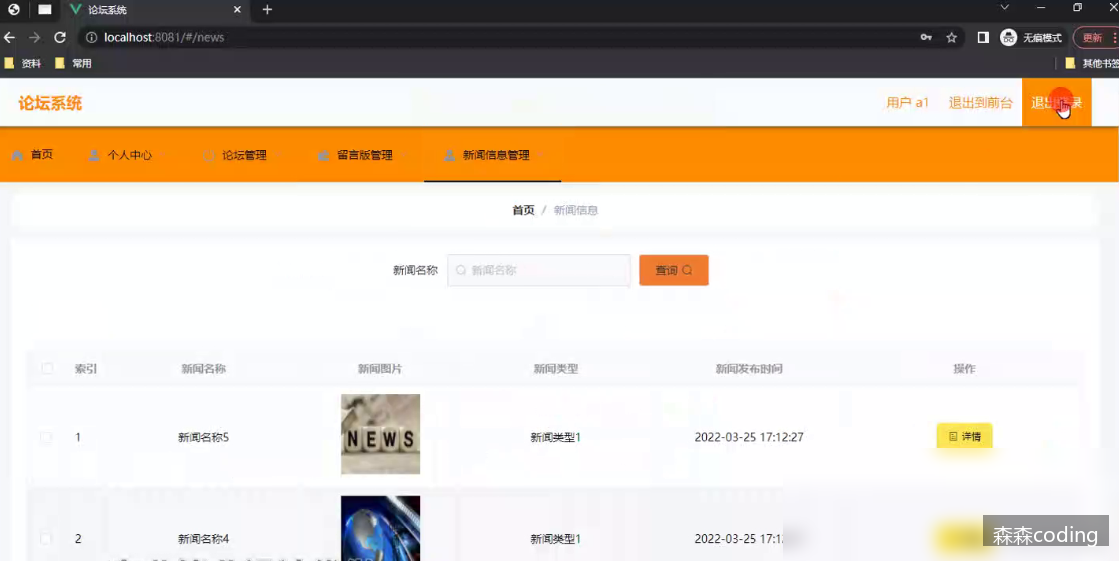 论坛系统
localhost:8081/#/news
无痕模式
更新
资料
常用
其他书签
论坛系统
用户 a1
退出到前台
退出登录
首页
个人中心
论坛管理
留言版管理
新闻信息管理
首页 / 新闻信息
新闻名称
新闻名称
查询
索引
新闻名称
新闻图片
新闻类型
新闻发布时间
操作
1
新闻名称5
NEWS
新闻类型1
2022-03-25 17:12:27
详情
2
新闻名称4
新闻类型1
2022-03-25 17:1
森森coding